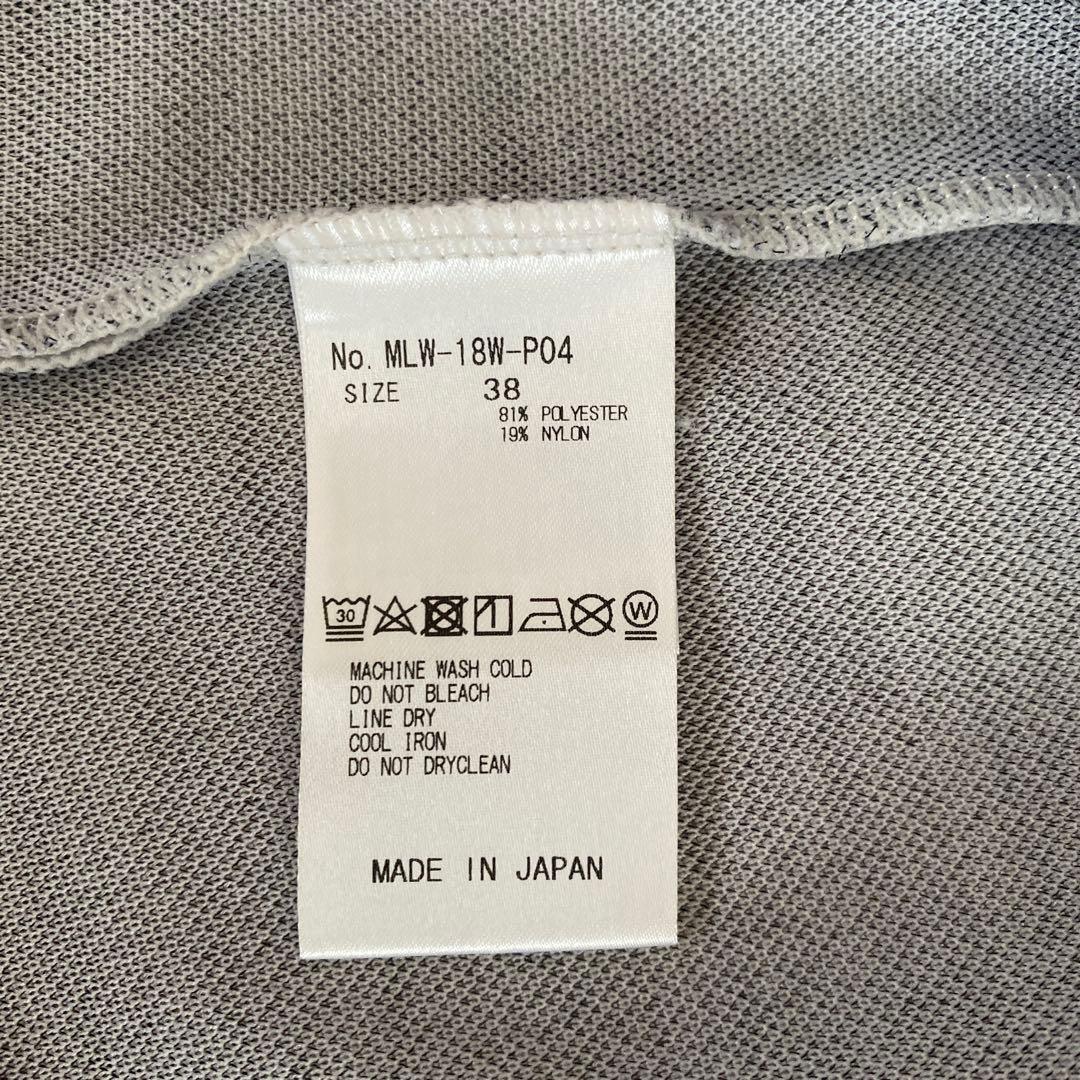 No. MLW-18W-P04
SIZE 38
81% POLYESTER
19% NYLON
30 W
MACHINE WASH COLD
DO NOT BLEACH
LINE DRY
COOL IRON
DO NOT DRYCLEAN
MADE IN JAPAN